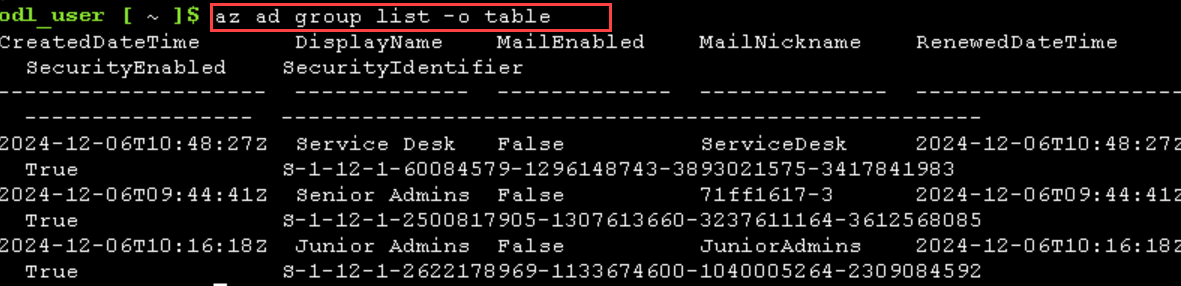 odl_user [ ~ ]$ az ad group list -o table
CreatedDateTime DisplayName MailEnabled MailNickname RenewedDateTime
SecurityEnabled SecurityIdentifier
-------------------- ------------- ------------- -------------- --------------------
----------------- ----------------------------------------------------
2024-12-06T10:48:27Z Service Desk False ServiceDesk 2024-12-06T10:48:27Z
True S-1-12-1-60084579-1296148743-3893021575-3417841983
2024-12-06T09:44:41Z Senior Admins False 71ff1617-3 2024-12-06T09:44:41Z
True S-1-12-1-2500817905-1307613660-3237611164-3612568085
2024-12-06T10:16:18Z Junior Admins False JuniorAdmins 2024-12-06T10:16:18Z
True S-1-12-1-2622178969-1133674600-1040005264-2309084592